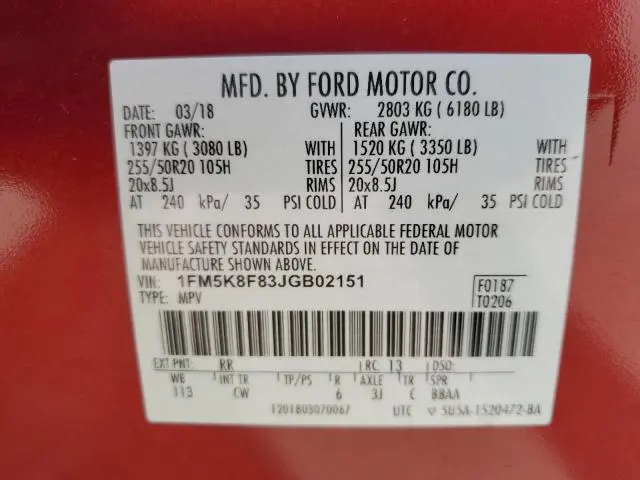 MFD. BY FORD MOTOR CO.
DATE: 03/18 GVWR: 2803 KG ( 6180 LB)
FRONT GAWR: REAR GAWR:
1397 KG ( 3080 LB) WITH 1520 KG ( 3350 LB) WITH
255/50R20 105H TIRES 255/50R20 105H TIRES
20x8.5J RIMS 20x8.5J RIMS
AT 240 kPa/ 35 PSI COLD AT 240 kPa/ 35 PSI COLD
THIS VEHICLE CONFORMS TO ALL APPLICABLE FEDERAL MOTOR
VEHICLE SAFETY STANDARDS IN EFFECT ON THE DATE OF
MANUFACTURE SHOWN ABOVE.
VIN: 1FM5K8F83JGB02151 F0187
TYPE: MPV T0206
EXT PNT: RR RC 13 DSO:
WB INT TR TP/PS R AXLE TR SPR
113 CW 6 3J C BBAA
1201803070067 UTC 5U5A-1520472-BA